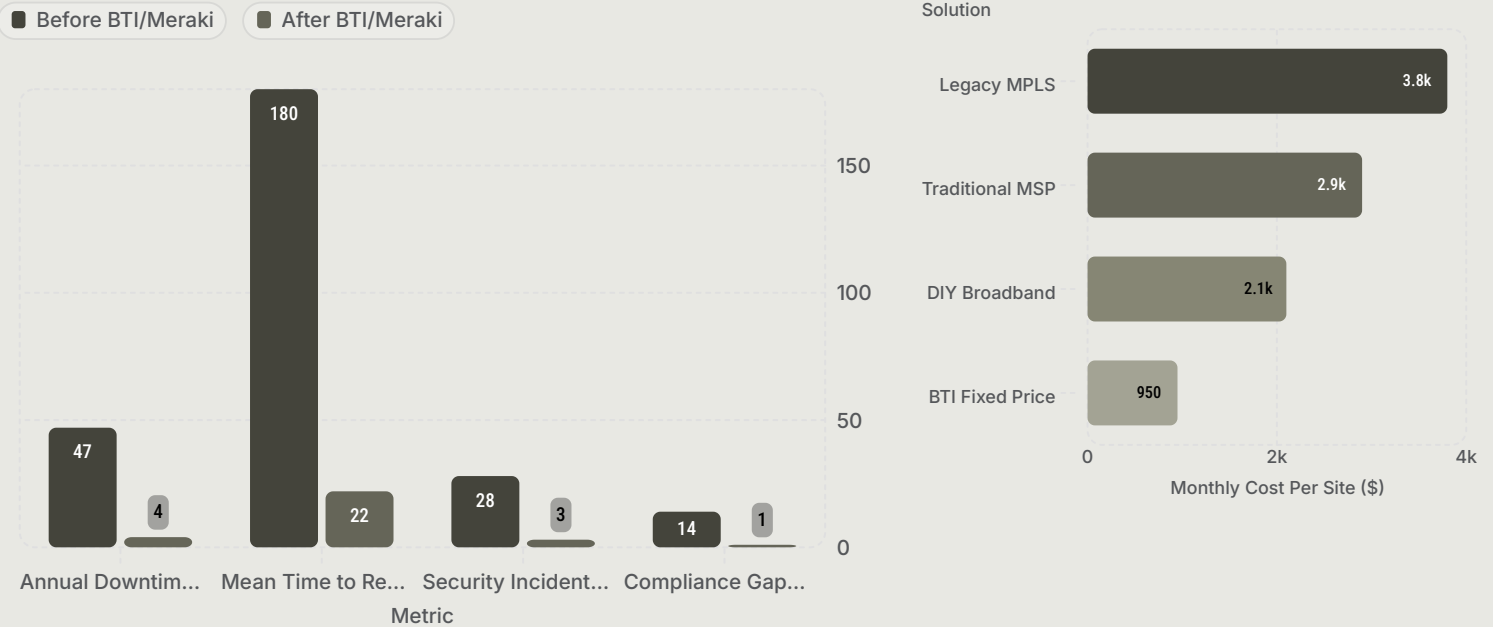 Before BTI/Meraki
After BTI/Meraki
180
47
4
22
28
3
14
1
150
100
50
0
Annual Downtim...
Mean Time to Re...
Security Incident...
Compliance Gap...
Metric
Solution
Legacy MPLS
3.8k
Traditional MSP
2.9k
DIY Broadband
2.1k
BTI Fixed Price
950
0
2k
4k
Monthly Cost Per Site ($)